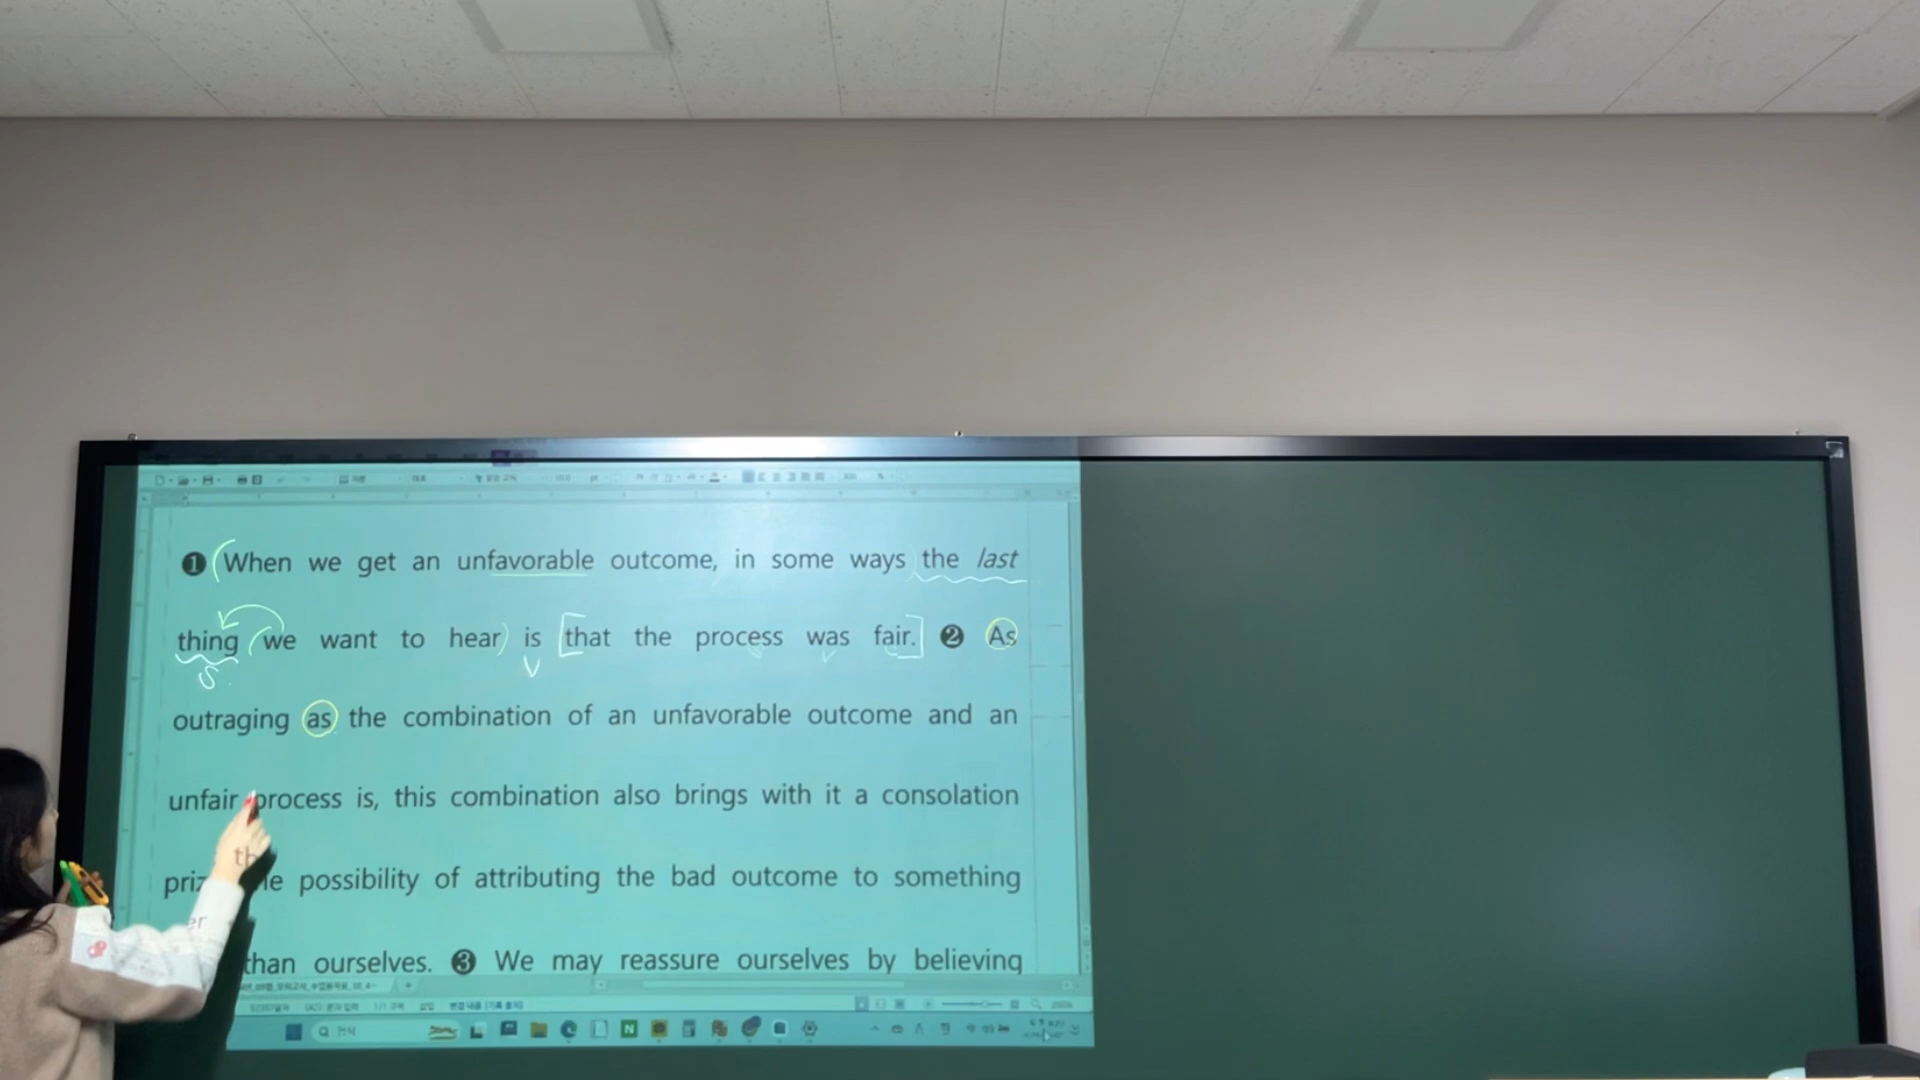 ❶ When we get an unfavorable outcome, in some ways the last
thing we want to hear is that the process was fair. ❷ As
S V
outraging as the combination of an unfavorable outcome and an
unfair process is, this combination also brings with it a consolation
the possibility of attributing the bad outcome to something
than ourselves. ❸ We may reassure ourselves by believing
검색